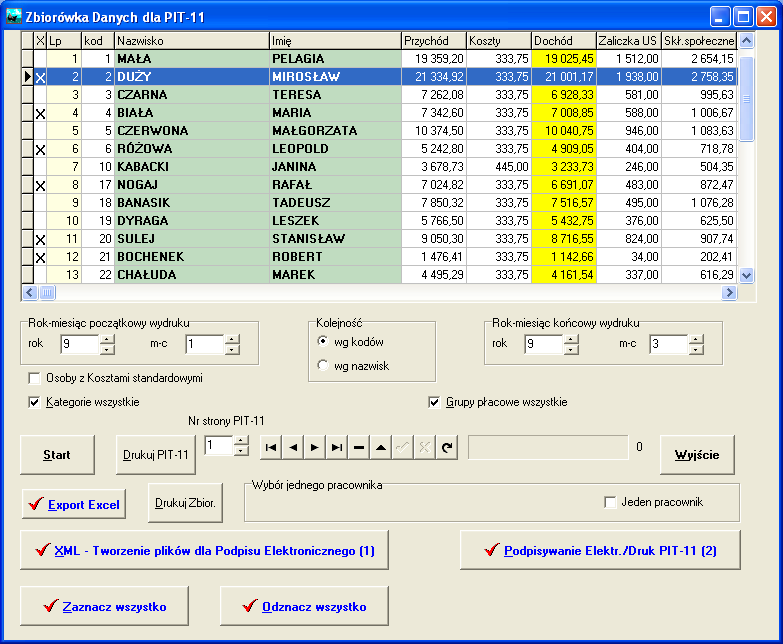 Zbiorówka Danych dla PIT-11
X Lp kod Nazwisko Imię Przychód Koszty Dochód Zaliczka US Skł.społeczne
1 1 MAŁA PELAGIA 19 359,20 333,75 19 025,45 1 512,00 2 654,15
X 2 2 DUŻY MIROSŁAW 21 334,92 333,75 21 001,17 1 938,00 2 758,35
3 3 CZARNA TERESA 7 262,08 333,75 6 928,33 581,00 995,63
X 4 4 BIAŁA MARIA 7 342,60 333,75 7 008,85 588,00 1 006,67
5 5 CZERWONA MAŁGORZATA 10 374,50 333,75 10 040,75 946,00 1 083,63
X 6 6 RÓŻOWA LEOPOLD 5 242,80 333,75 4 909,05 404,00 718,78
7 10 KABACKI JANINA 3 678,73 445,00 3 233,73 246,00 504,35
X 8 17 NOGAJ RAFAŁ 7 024,82 333,75 6 691,07 483,00 872,47
9 18 BANASIK TADEUSZ 7 850,32 333,75 7 516,57 495,00 1 076,28
10 19 DYRAGA LESZEK 5 766,50 333,75 5 432,75 376,00 625,50
X 11 20 SULEJ STANISŁAW 9 050,30 333,75 8 716,55 824,00 907,74
X 12 21 BOCHENEK ROBERT 1 476,41 333,75 1 142,66 34,00 202,41
13 22 CHAŁUDA MAREK 4 495,29 333,75 4 161,54 337,00 616,29
Rok-miesiąc początkowy wydruku
rok 9 m-c 1
Kolejność
wg kodów
wg nazwisk
Rok-miesiąc końcowy wydruku
rok 9 m-c 3
Osoby z Kosztami standardowymi
Kategorie wszystkie
Grupy płacowe wszystkie
Nr strony PIT-11
Start
Drukuj PIT-11
1
0
Wyjście
Export Excel
Drukuj Zbior.
Wybór jednego pracownika
Jeden pracownik
XML - Tworzenie plików dla Podpisu Elektronicznego (1)
Podpisywanie Elektr./Druk PIT-11 (2)
Zaznacz wszystko
Odznacz wszystko